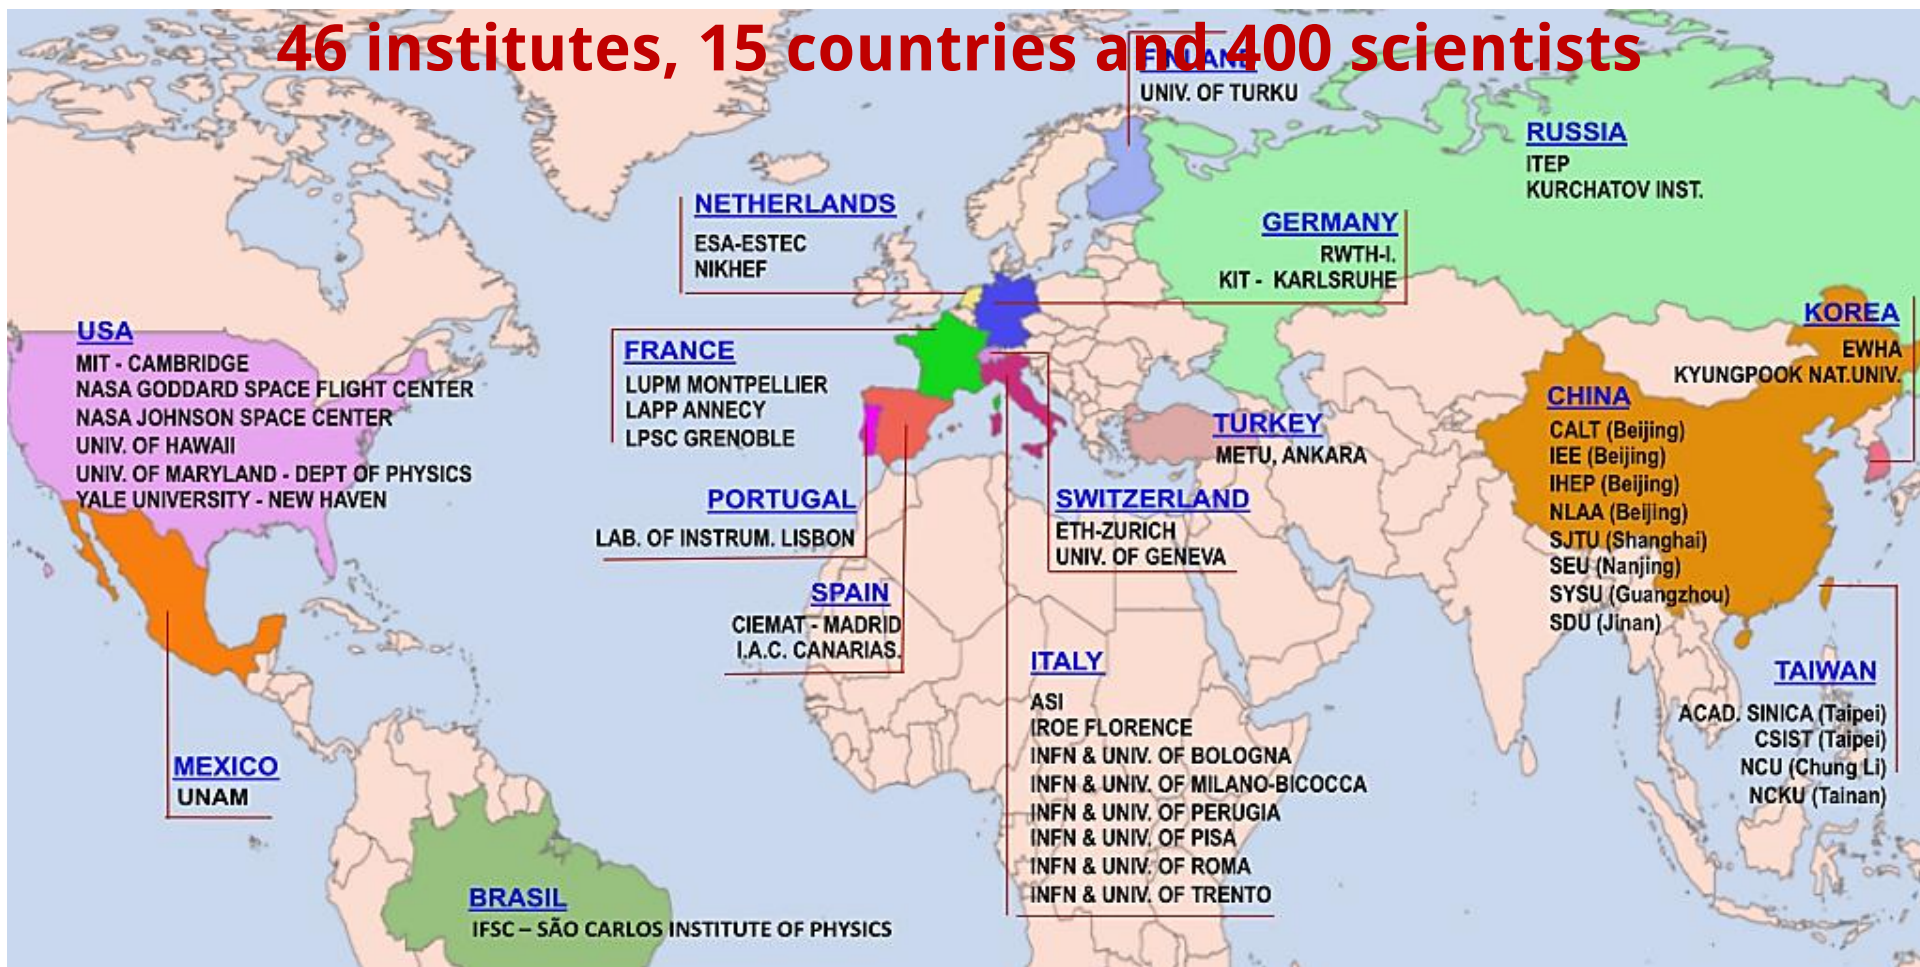 46 institutes, 15 countries and 400 scientists
FINLAND
UNIV. OF TURKU
RUSSIA
ITEP
KURCHATOV INST.
NETHERLANDS
ESA-ESTEC
NIKHEF
GERMANY
RWTH-I.
KIT - KARLSRUHE
USA
MIT - CAMBRIDGE
NASA GODDARD SPACE FLIGHT CENTER
NASA JOHNSON SPACE CENTER
UNIV. OF HAWAII
UNIV. OF MARYLAND - DEPT OF PHYSICS
YALE UNIVERSITY - NEW HAVEN
FRANCE
LUPM MONTPELLIER
LAPP ANNECY
LPSC GRENOBLE
KOREA
EWHA
KYUNGPOOK NAT.UNIV.
CHINA
CALT (Beijing)
IEE (Beijing)
IHEP (Beijing)
NLAA (Beijing)
SJTU (Shanghai)
SEU (Nanjing)
SYSU (Guangzhou)
SDU (Jinan)
TURKEY
METU, ANKARA
PORTUGAL
LAB. OF INSTRUM. LISBON
SWITZERLAND
ETH-ZURICH
UNIV. OF GENEVA
SPAIN
CIEMAT - MADRID
I.A.C. CANARIAS.
ITALY
ASI
IROE FLORENCE
INFN & UNIV. OF BOLOGNA
INFN & UNIV. OF MILANO-BICOCCA
INFN & UNIV. OF PERUGIA
INFN & UNIV. OF PISA
INFN & UNIV. OF ROMA
INFN & UNIV. OF TRENTO
TAIWAN
ACAD. SINICA (Taipei)
CSIST (Taipei)
NCU (Chung Li)
NCKU (Tainan)
MEXICO
UNAM
BRASIL
IFSC – SÃO CARLOS INSTITUTE OF PHYSICS